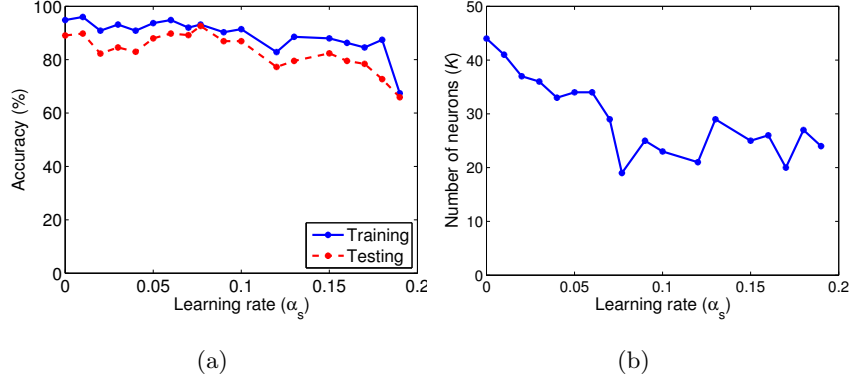 100
80
60
40
20
0
Accuracy (%)
0
0.05
0.1
0.15
0.2
Learning rate (αs)
Training
Testing
(a)
50
40
30
20
10
0
Number of neurons (K)
0
0.05
0.1
0.15
0.2
Learning rate (αs)
(b)